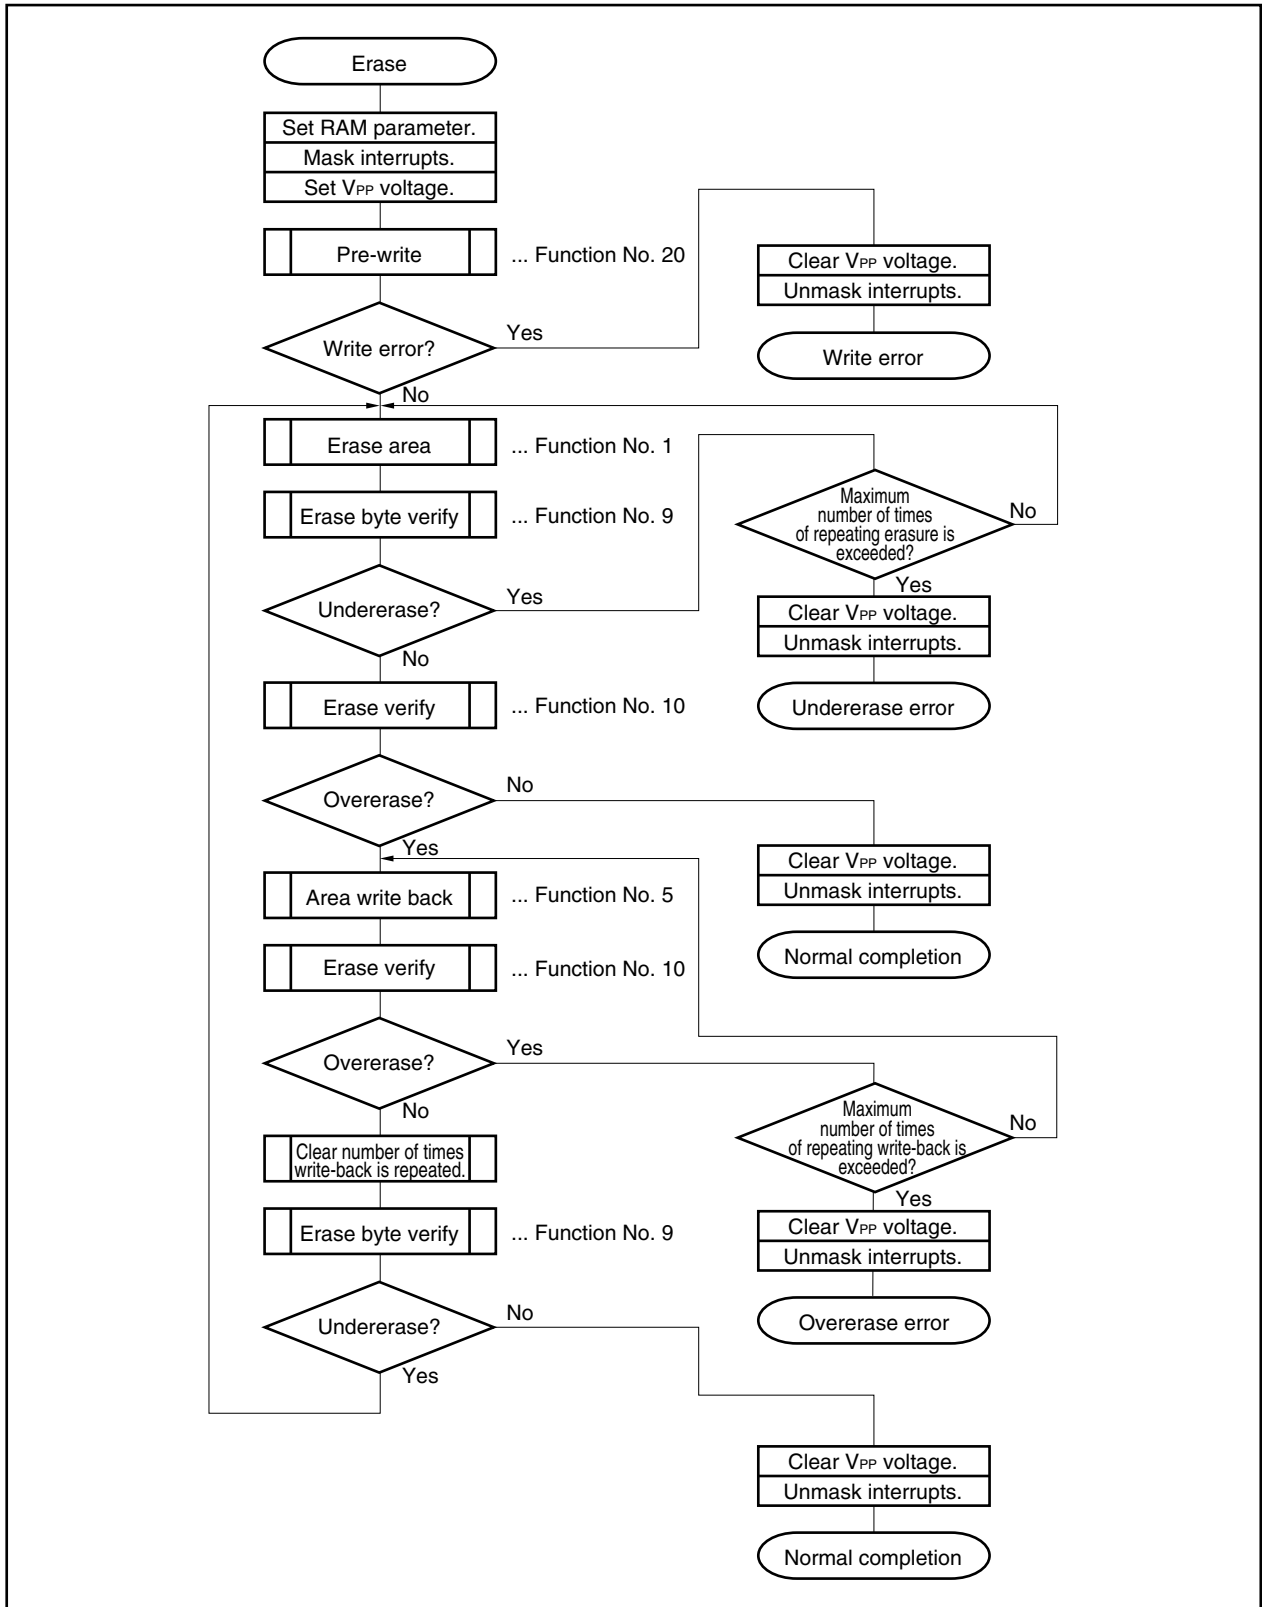 Erase
Set RAM parameter.
Mask interrupts.
Set VPP voltage.
Pre-write
... Function No. 20
Write error?
Yes
No
Clear VPP voltage.
Unmask interrupts.
Write error
Erase area
... Function No. 1
Erase byte verify
... Function No. 9
Undererase?
Yes
No
Maximum
number of times
of repeating erasure is
exceeded?
No
Yes
Clear VPP voltage.
Unmask interrupts.
Undererase error
Erase verify
... Function No. 10
Overerase?
No
Yes
Clear VPP voltage.
Unmask interrupts.
Normal completion
Area write back
... Function No. 5
Erase verify
... Function No. 10
Overerase?
Yes
No
Maximum
number of times
of repeating write-back is
exceeded?
No
Yes
Clear VPP voltage.
Unmask interrupts.
Overerase error
Clear number of times
write-back is repeated.
Erase byte verify
... Function No. 9
Undererase?
No
Yes
Clear VPP voltage.
Unmask interrupts.
Normal completion